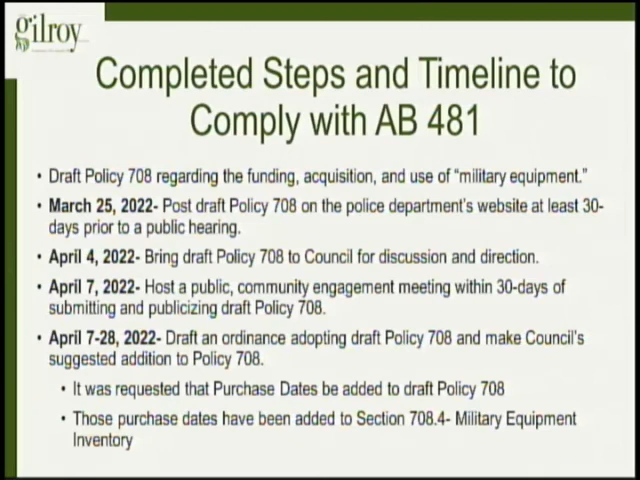 gilroy
Completed Steps and Timeline to
Comply with AB 481
• Draft Policy 708 regarding the funding, acquisition, and use of “military equipment.”
• March 25, 2022- Post draft Policy 708 on the police department’s website at least 30-
days prior to a public hearing.
• April 4, 2022- Bring draft Policy 708 to Council for discussion and direction.
• April 7, 2022- Host a public, community engagement meeting within 30-days of
submitting and publicizing draft Policy 708.
• April 7-28, 2022- Draft an ordinance adopting draft Policy 708 and make Council’s
suggested addition to Policy 708.
• It was requested that Purchase Dates be added to draft Policy 708
• Those purchase dates have been added to Section 708.4- Military Equipment
Inventory